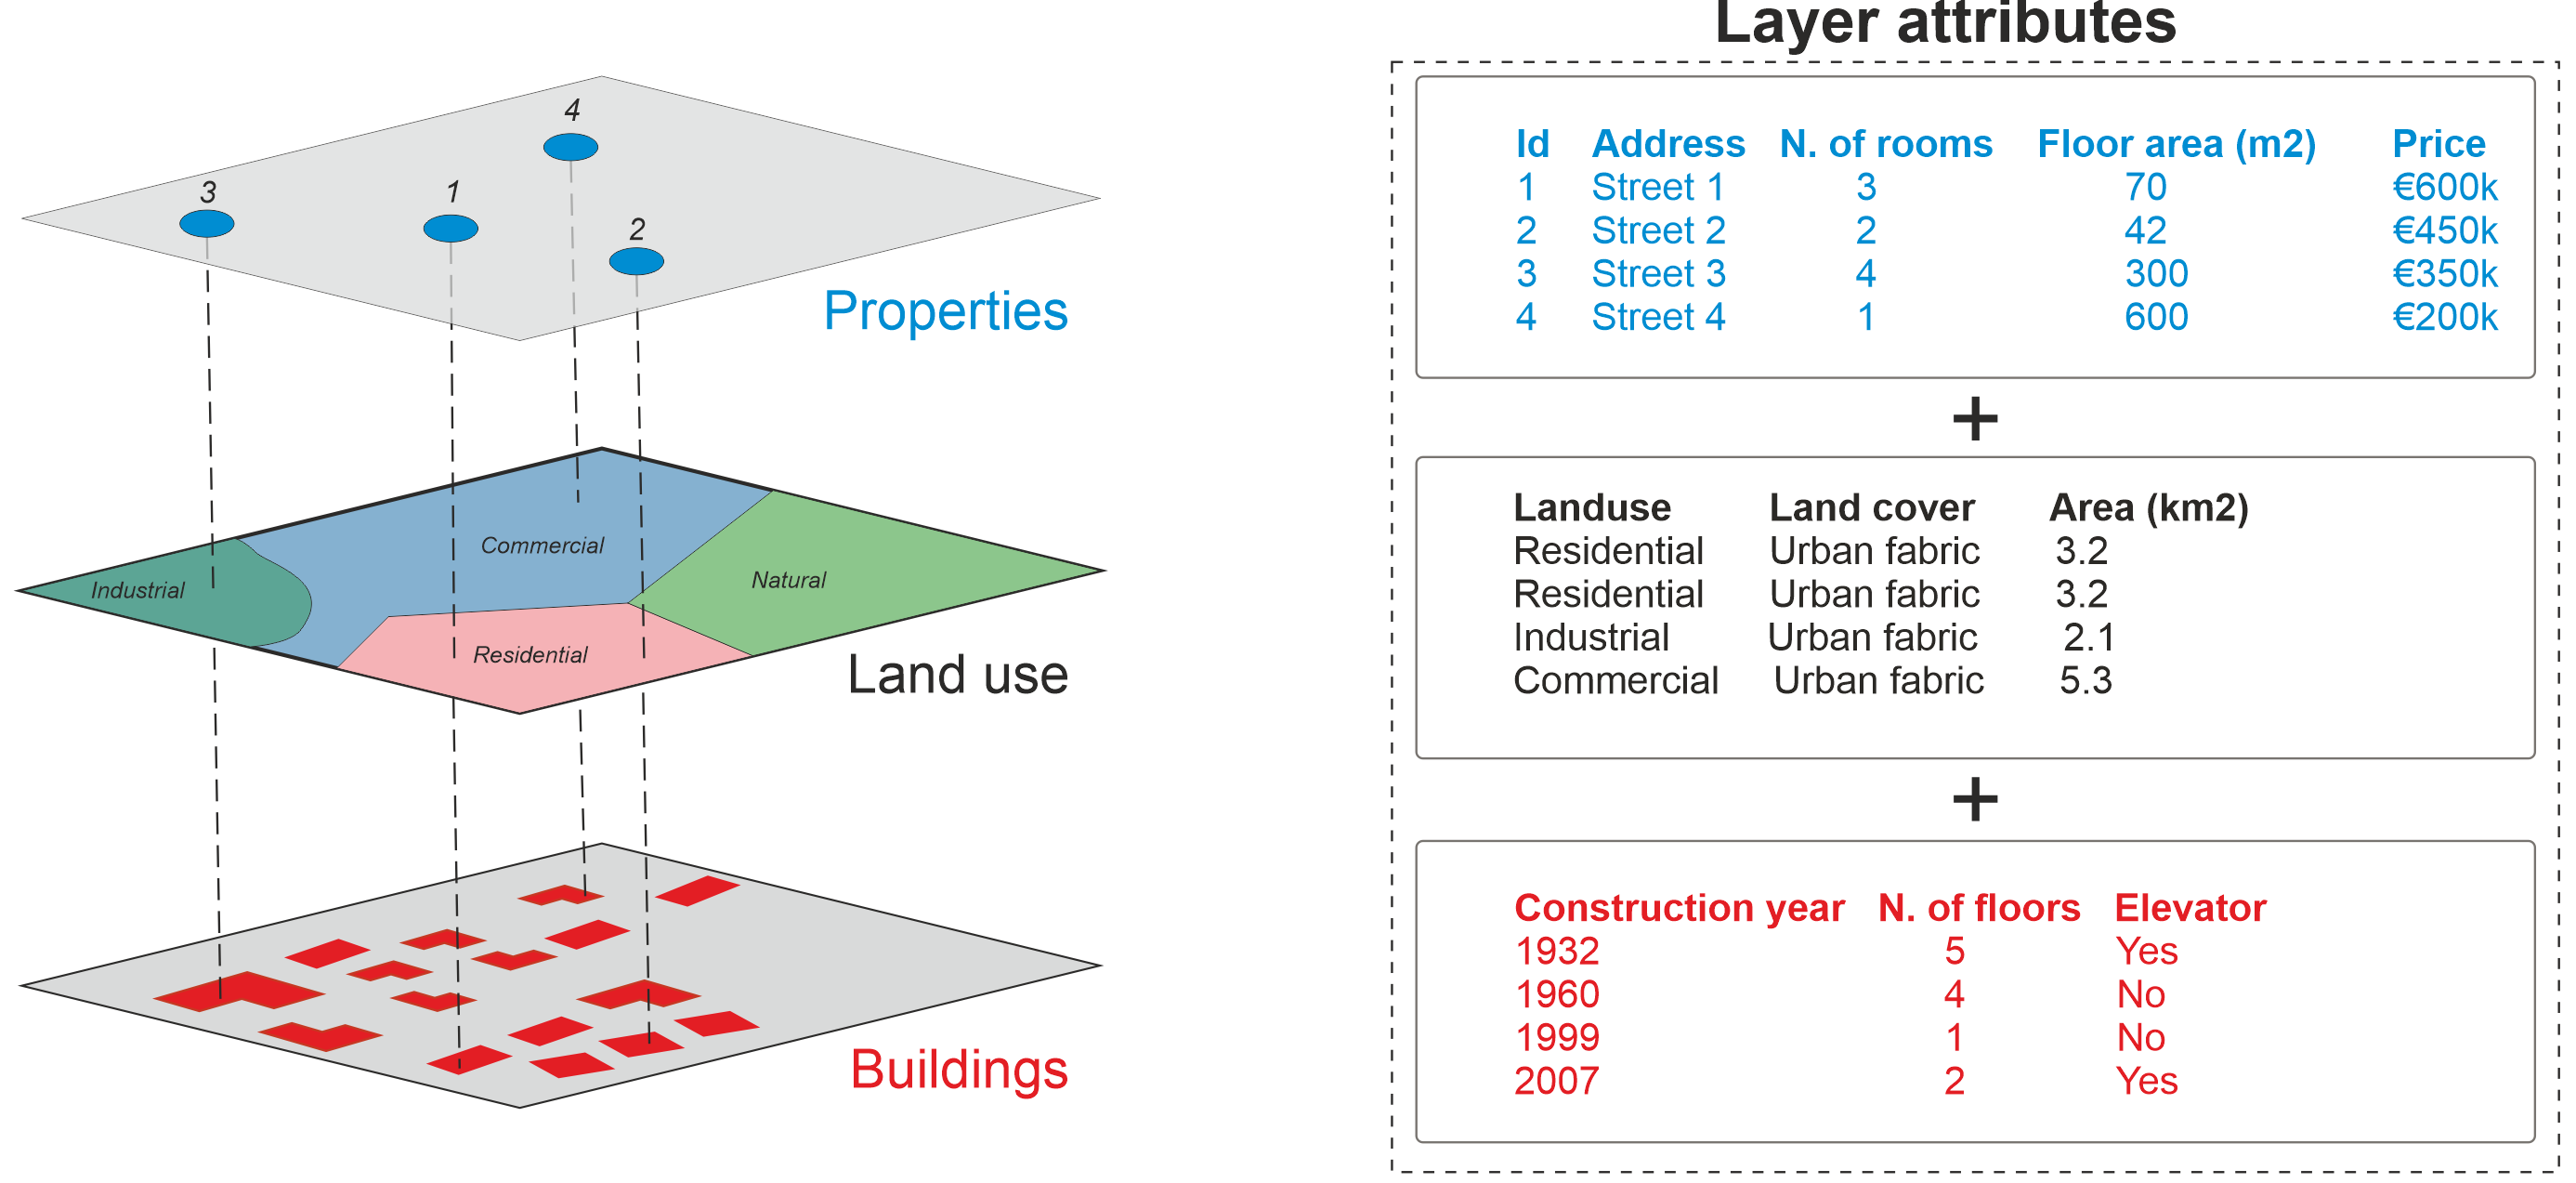 Layer attributes
4
3
1
2
Properties
Id Address N. of rooms Floor area (m2) Price
1 Street 1 3 70 €600k
2 Street 2 2 42 €450k
3 Street 3 4 300 €350k
4 Street 4 1 600 €200k
+
Commercial
Industrial
Natural
Residential
Land use
Landuse Land cover Area (km2)
Residential Urban fabric 3.2
Residential Urban fabric 3.2
Industrial Urban fabric 2.1
Commercial Urban fabric 5.3
+
Buildings
Construction year N. of floors Elevator
1932 5 Yes
1960 4 No
1999 1 No
2007 2 Yes